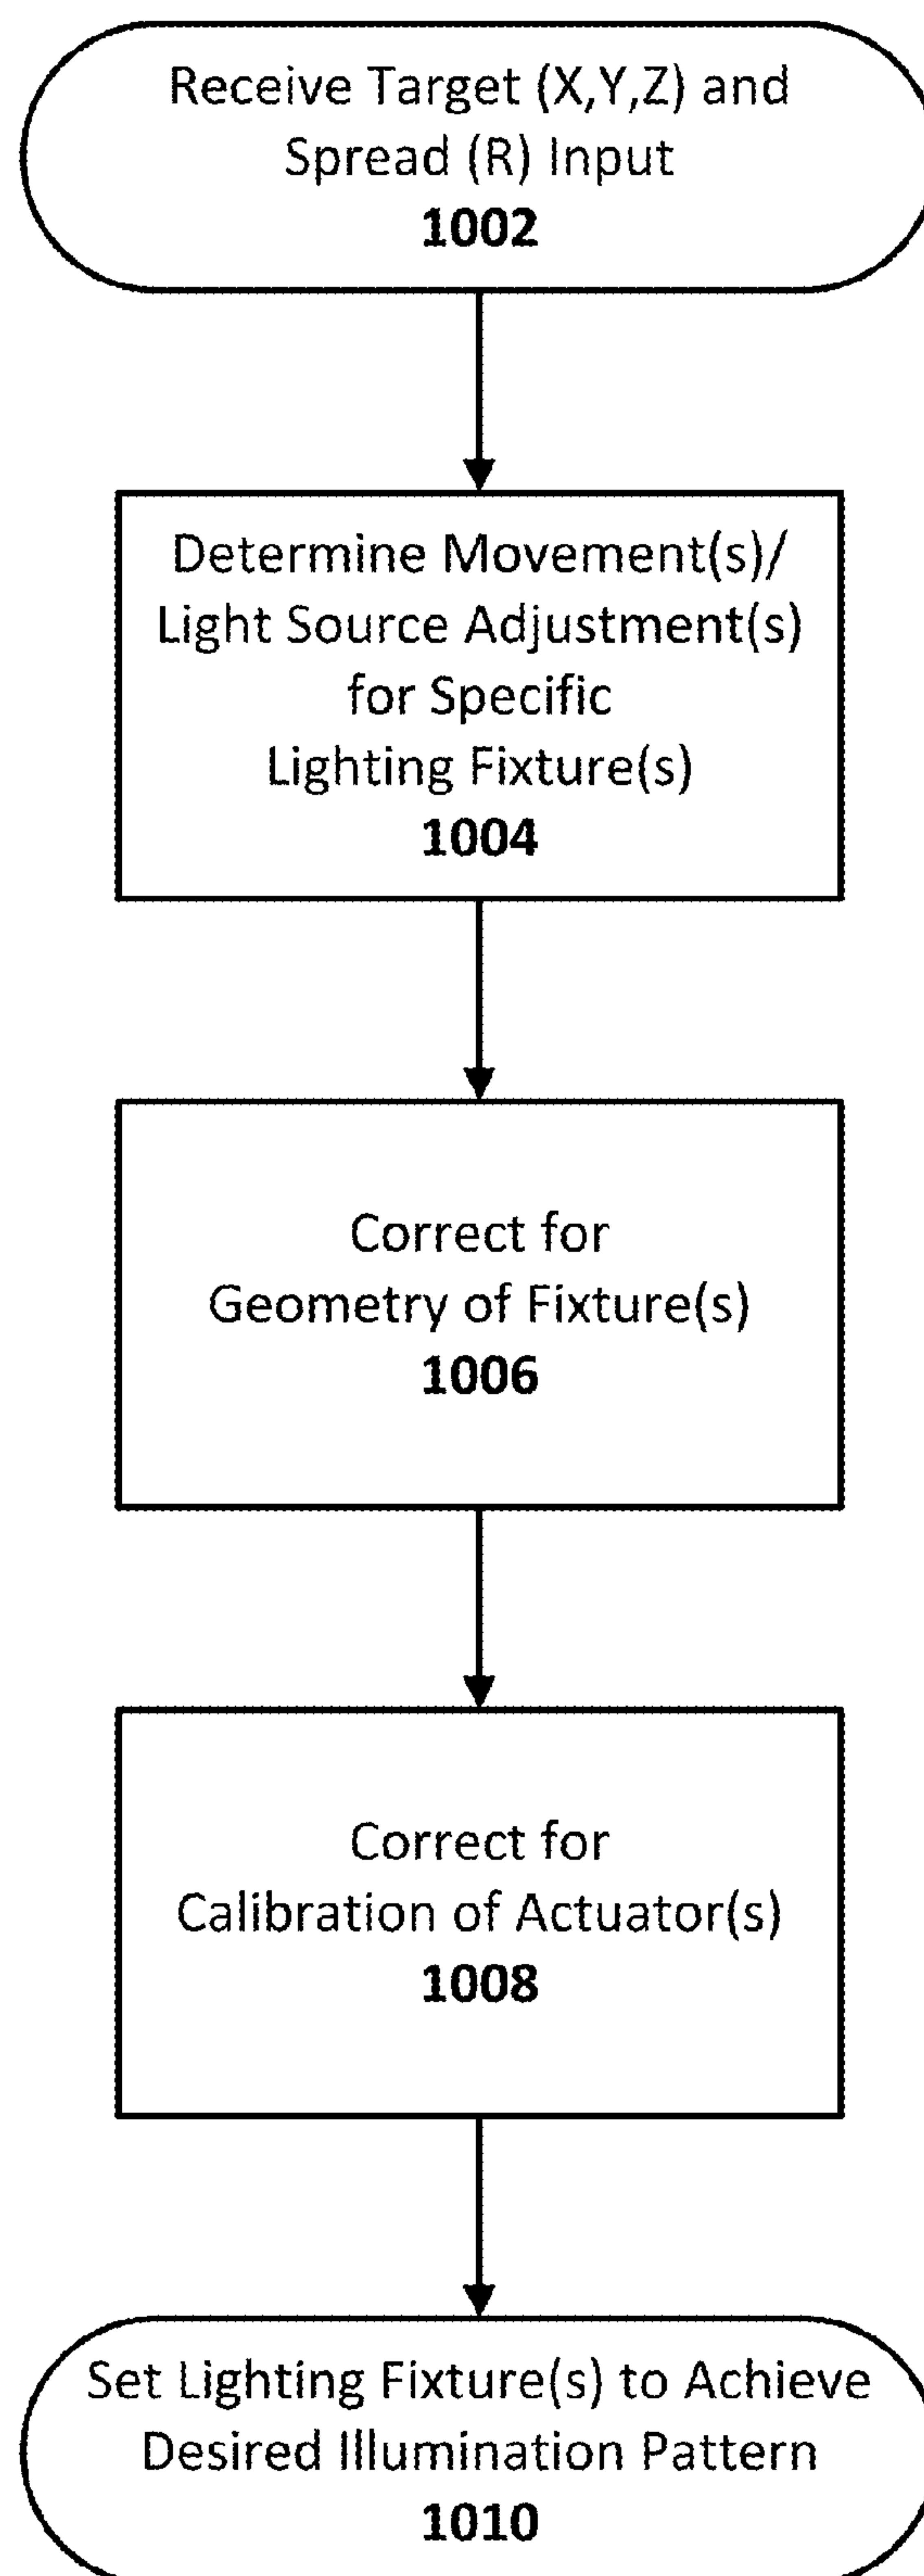 Receive Target (X,Y,Z) and
Spread (R) Input
1002
Determine Movement(s)/
Light Source Adjustment(s)
for Specific
Lighting Fixture(s)
1004
Correct for
Geometry of Fixture(s)
1006
Correct for
Calibration of Actuator(s)
1008
Set Lighting Fixture(s) to Achieve
Desired Illumination Pattern
1010